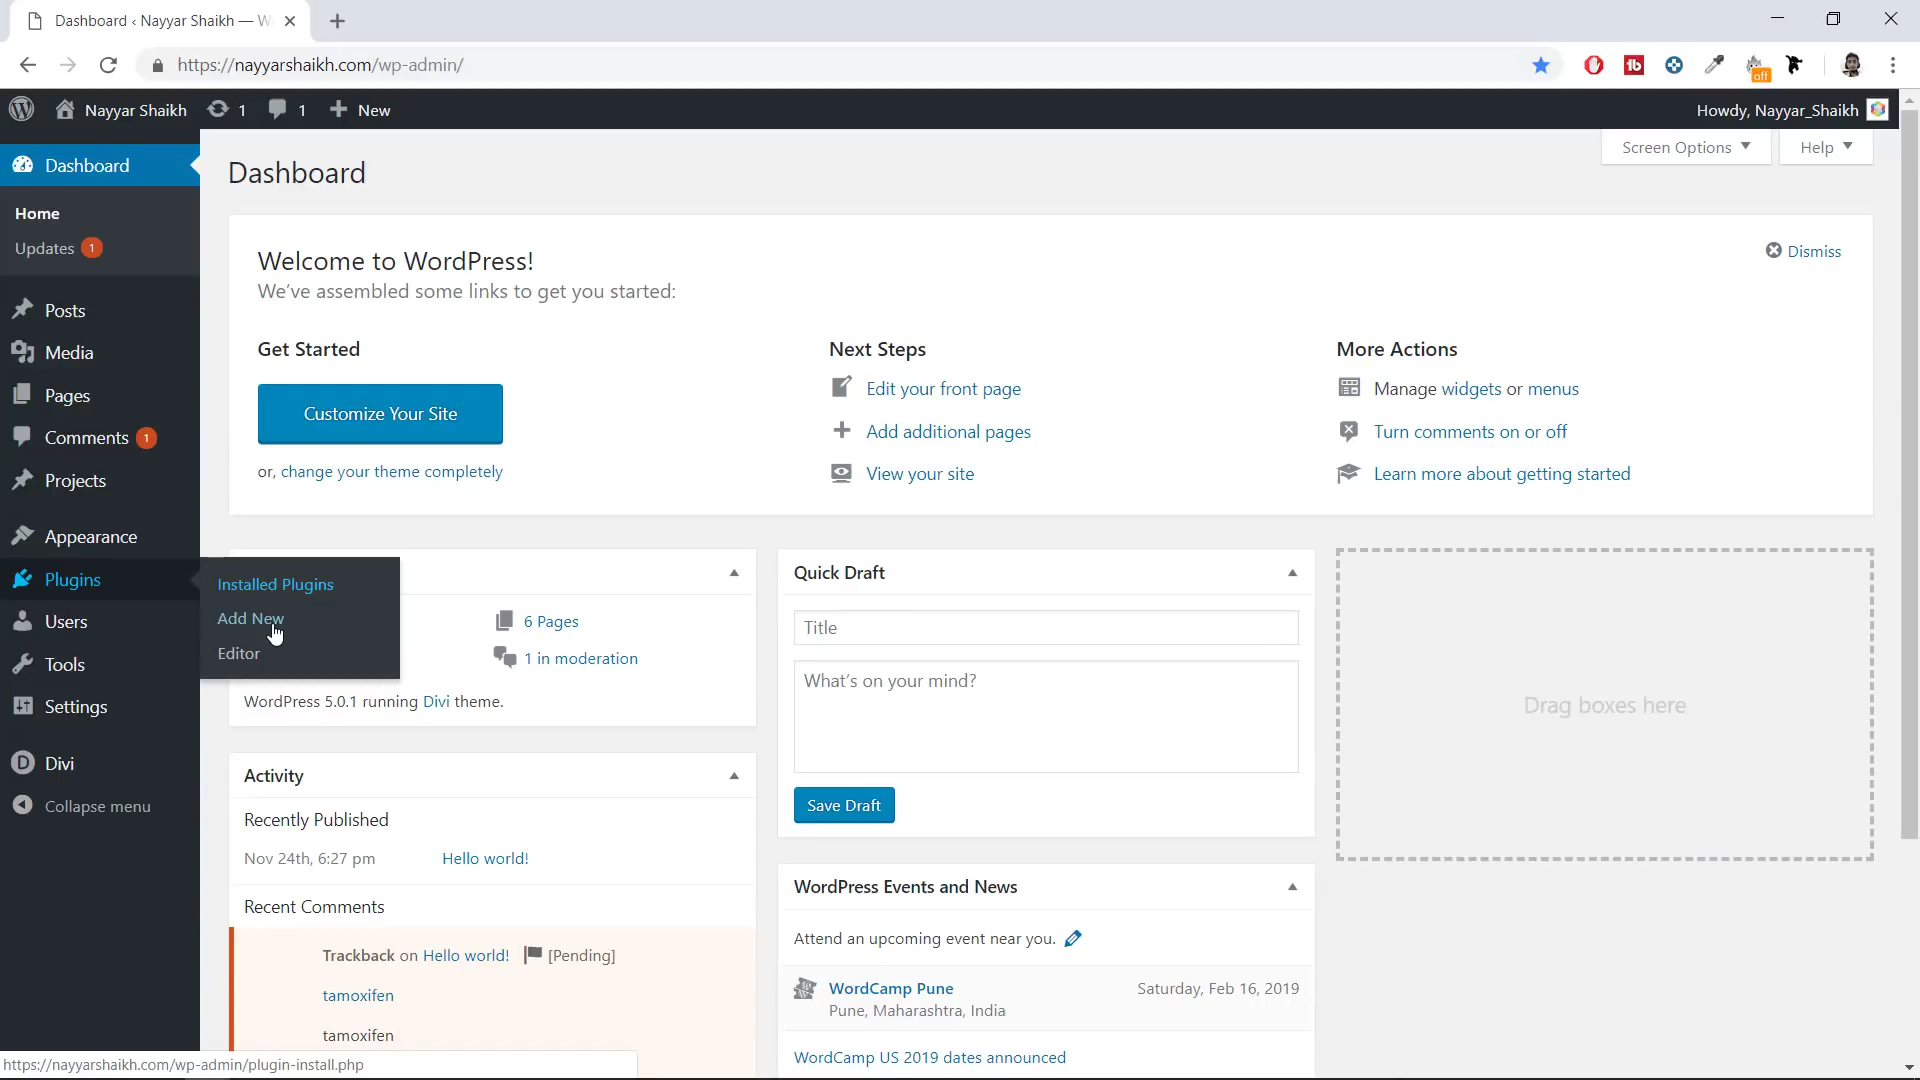 Dashboard ‹ Nayyar Shaikh — W
https://nayyarshaikh.com/wp-admin/
off
Nayyar Shaikh 1 1 New
Howdy, Nayyar_Shaikh
Dashboard
Home
Updates 1
Posts
Media
Pages
Comments 1
Projects
Appearance
Plugins
Users
Tools
Settings
Divi
Collapse menu
Installed Plugins
Add New
Editor
Screen Options
Help
Dashboard
Welcome to WordPress!
We've assembled some links to get you started:
Dismiss
Get Started
Customize Your Site
or, change your theme completely
Next Steps
Edit your front page
Add additional pages
View your site
More Actions
Manage widgets or menus
Turn comments on or off
Learn more about getting started
6 Pages
1 in moderation
WordPress 5.0.1 running Divi theme.
Activity
Recently Published
Nov 24th, 6:27 pm Hello world!
Recent Comments
Trackback on Hello world! [Pending]
tamoxifen
tamoxifen
Quick Draft
Title
What's on your mind?
Save Draft
WordPress Events and News
Attend an upcoming event near you.
WordCamp Pune
Saturday, Feb 16, 2019
Pune, Maharashtra, India
WordCamp US 2019 dates announced
Drag boxes here
https://nayyarshaikh.com/wp-admin/plugin-install.php